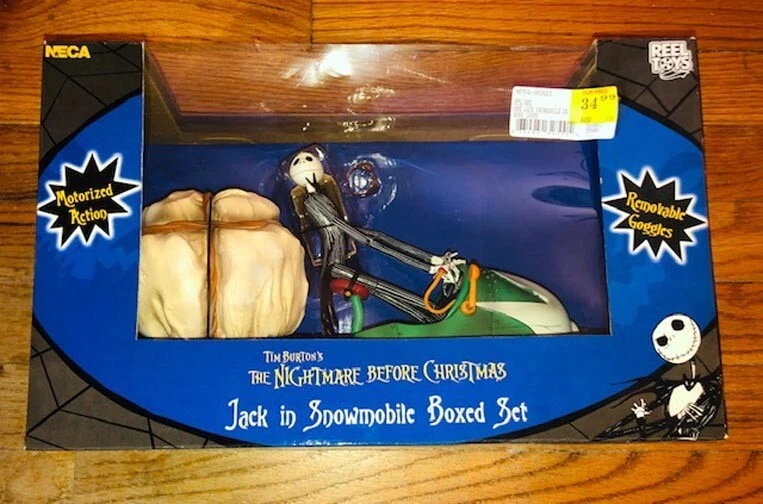 NECA
REEL
TOYS
34 99
Motorized
Action
Removable
Goggles
TIM BURTON'S
THE NIGHTMARE BEFORE CHRISTMAS
Jack in Snowmobile Boxed Set